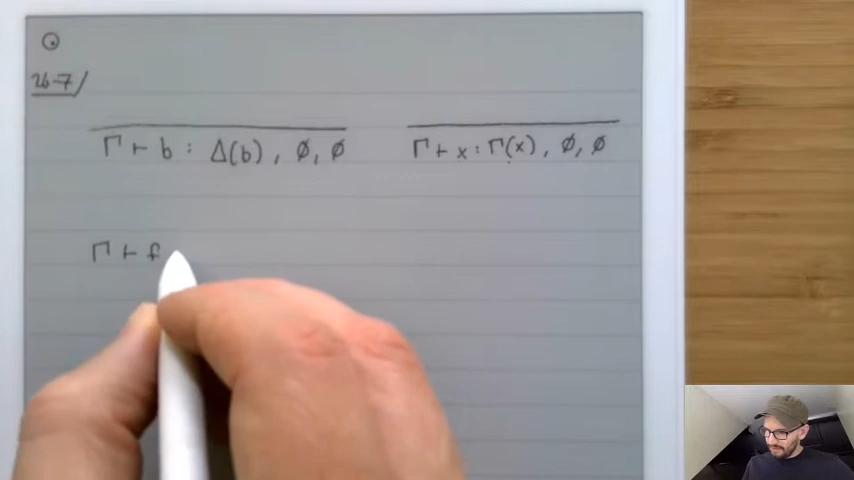 26-7/
Γ ⊢ b : Δ(b) , ∅, ∅
Γ ⊢ x : Γ(x) , ∅, ∅
Γ ⊢ f